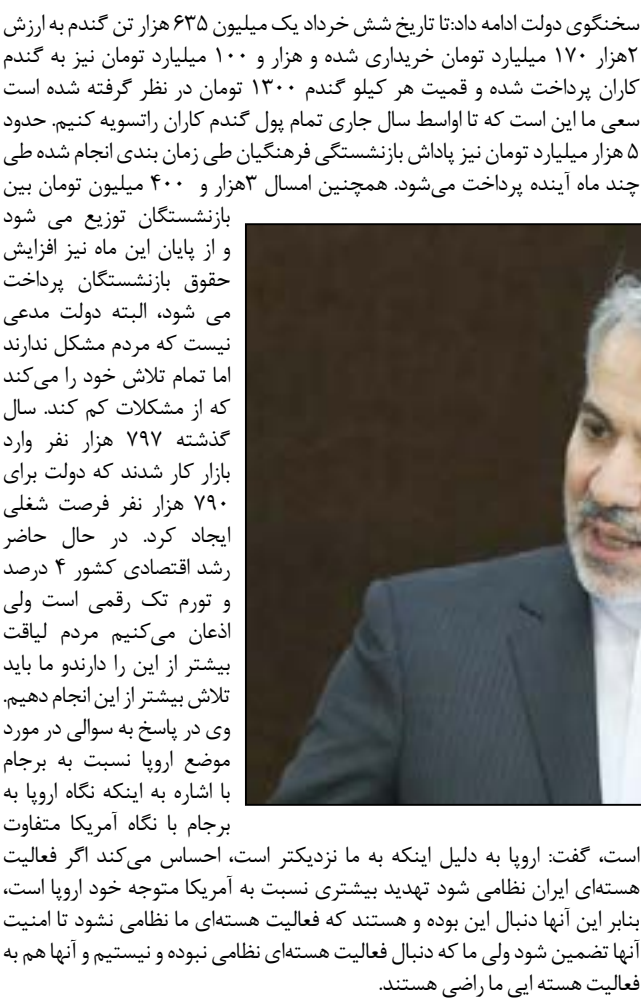 سخنگوی دولت ادامه داد:تا تاریخ شش خرداد یک میلیون ۶۳۵ هزار تن گندم به ارزش
۲هزار ۱۷۰ میلیارد تومان خریداری شده و هزار و ۱۰۰ میلیارد تومان نیز به گندم
کاران پرداخت شده و قمیت هر کیلو گندم ۱۳۰۰ تومان در نظر گرفته شده است
سعی ما این است که تا اواسط سال جاری تمام پول گندم کاران راتسویه کنیم. حدود
۵ هزار میلیارد تومان نیز پاداش بازنشستگی فرهنگیان طی زمان بندی انجام شده طی
چند ماه آینده پرداخت می‌شود. همچنین امسال ۳هزار و ۴۰۰ میلیون تومان بین
بازنشستگان توزیع می شود
و از پایان این ماه نیز افزایش
حقوق بازنشستگان پرداخت
می شود، البته دولت مدعی
نیست که مردم مشکل ندارند
اما تمام تلاش خود را می‌کند
که از مشکلات کم کند. سال
گذشته ۷۹۷ هزار نفر وارد
بازار کار شدند که دولت برای
۷۹۰ هزار نفر فرصت شغلی
ایجاد کرد. در حال حاضر
رشد اقتصادی کشور ۴ درصد
و تورم تک رقمی است ولی
اذعان می‌کنیم مردم لیاقت
بیشتر از این را دارندو ما باید
تلاش بیشتر از این انجام دهیم.
وی در پاسخ به سوالی در مورد
موضع اروپا نسبت به برجام
با اشاره به اینکه نگاه اروپا به
برجام با نگاه آمریکا متفاوت
است، گفت: اروپا به دلیل اینکه به ما نزدیکتر است، احساس می‌کند اگر فعالیت
هسته‌ای ایران نظامی شود تهدید بیشتری نسبت به آمریکا متوجه خود اروپا است،
بنابر این آنها دنبال این بوده و هستند که فعالیت هسته‌ای ما نظامی نشود تا امنیت
آنها تضمین شود ولی ما که دنبال فعالیت هسته‌ای نظامی نبوده و نیستیم و آنها هم به
فعالیت هسته ایی ما راضی هستند.